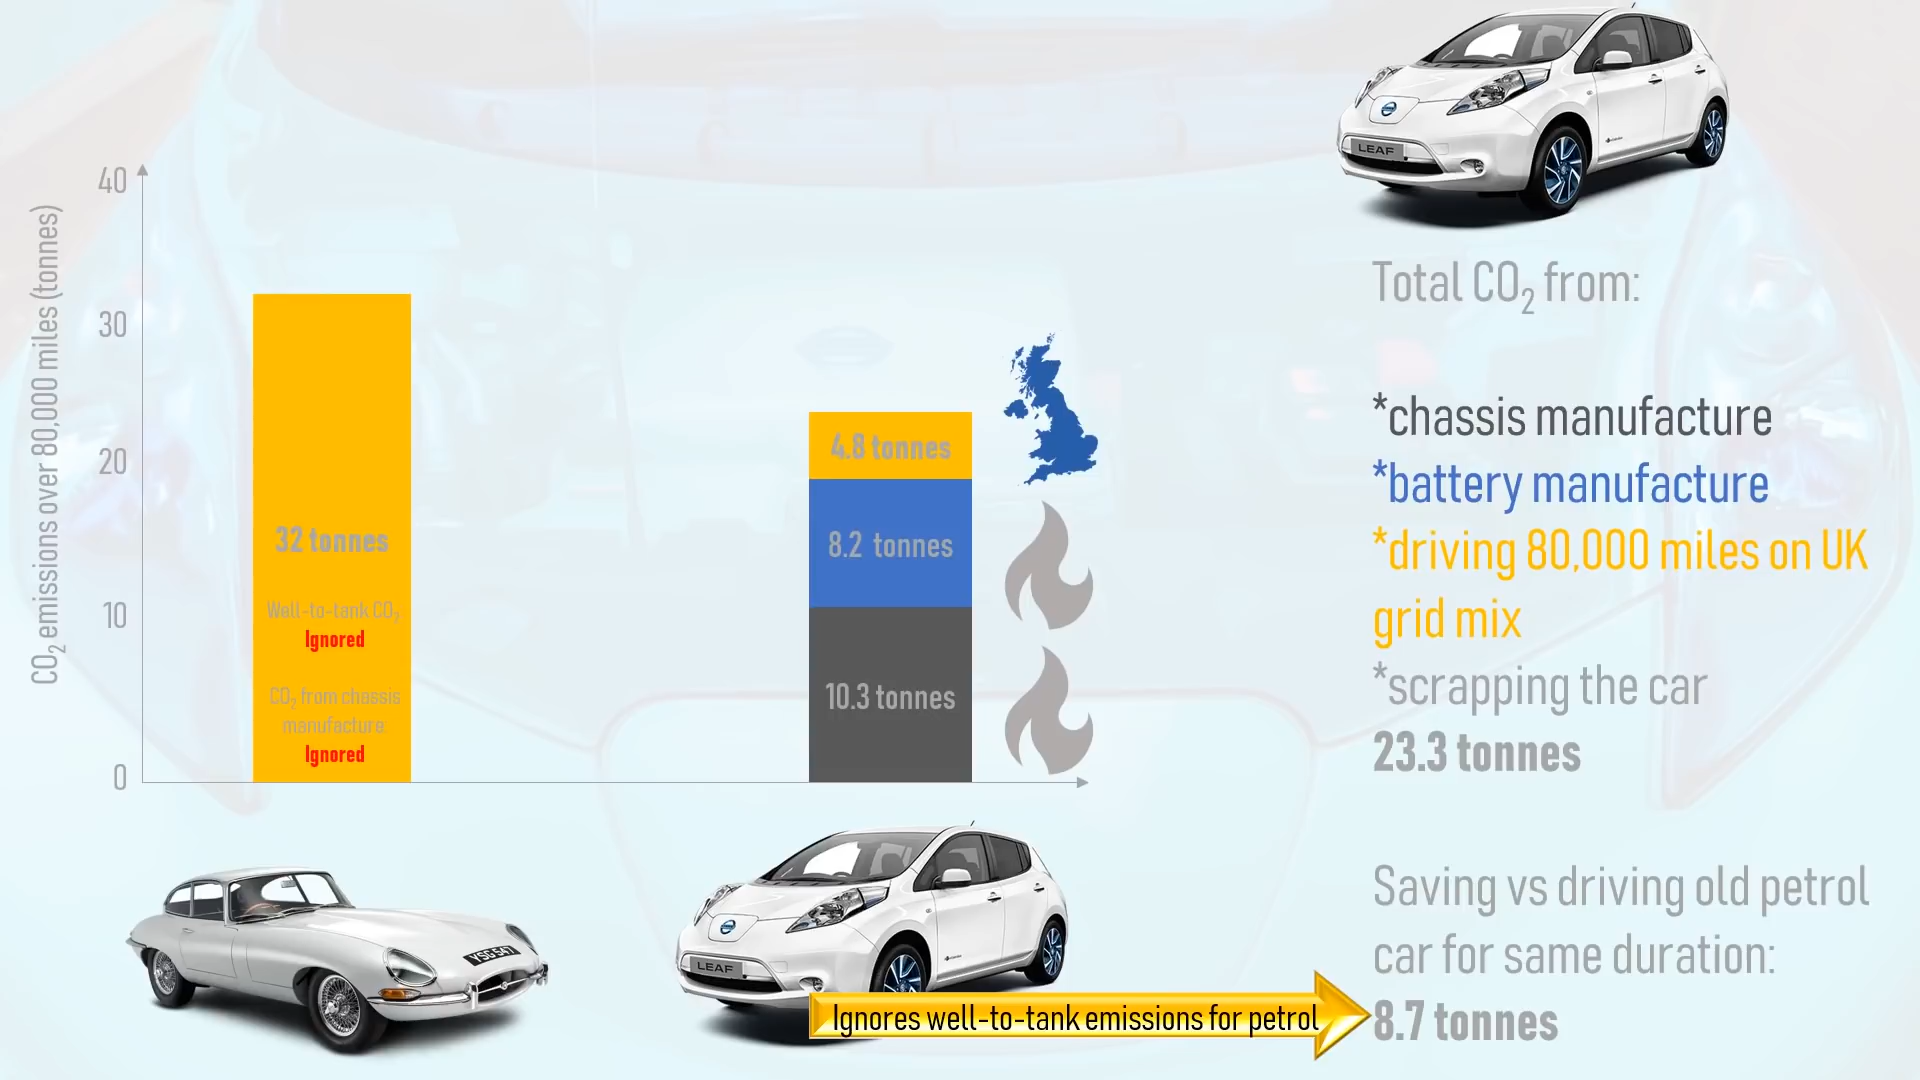 CO₂ emissions over 80,000 miles (tonnes)
40
30
20
10
0
32 tonnes
Well-to-tank CO₂
Ignored
CO₂ from chassis
manufacture
Ignored
4.8 tonnes
8.2 tonnes
10.3 tonnes
YSG 547
LEAF
Ignores well-to-tank emissions for petrol
LEAF
Total CO₂ from:
*chassis manufacture
*battery manufacture
*driving 80,000 miles on UK
grid mix
*scrapping the car
23.3 tonnes
Saving vs driving old petrol
car for same duration:
8.7 tonnes